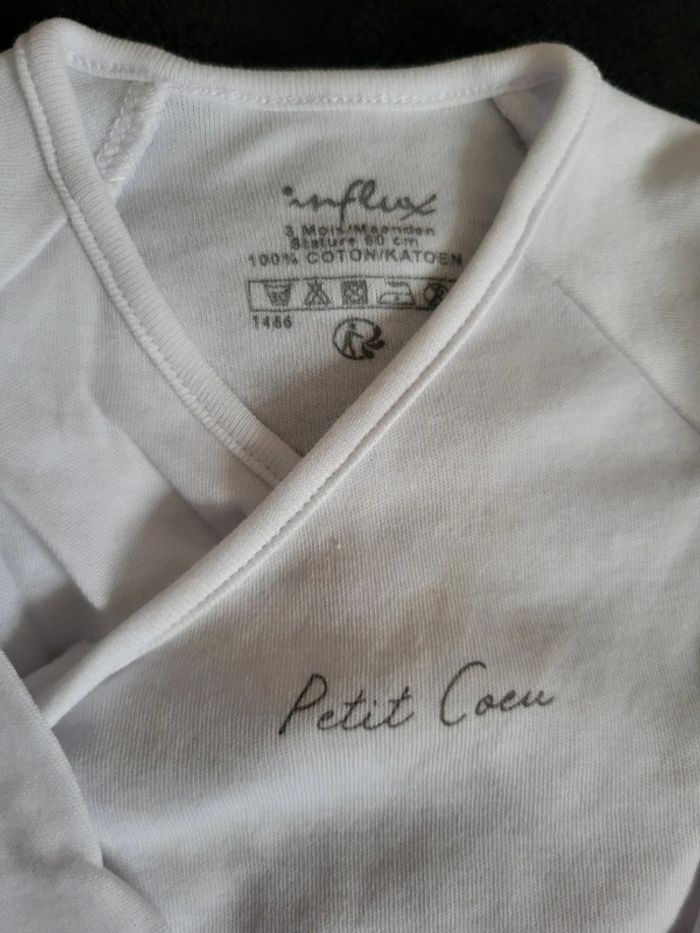 influx
3 Mois/Maanden
Stature 60 cm
100% COTON/KATOEN
1466
Petit Coeu